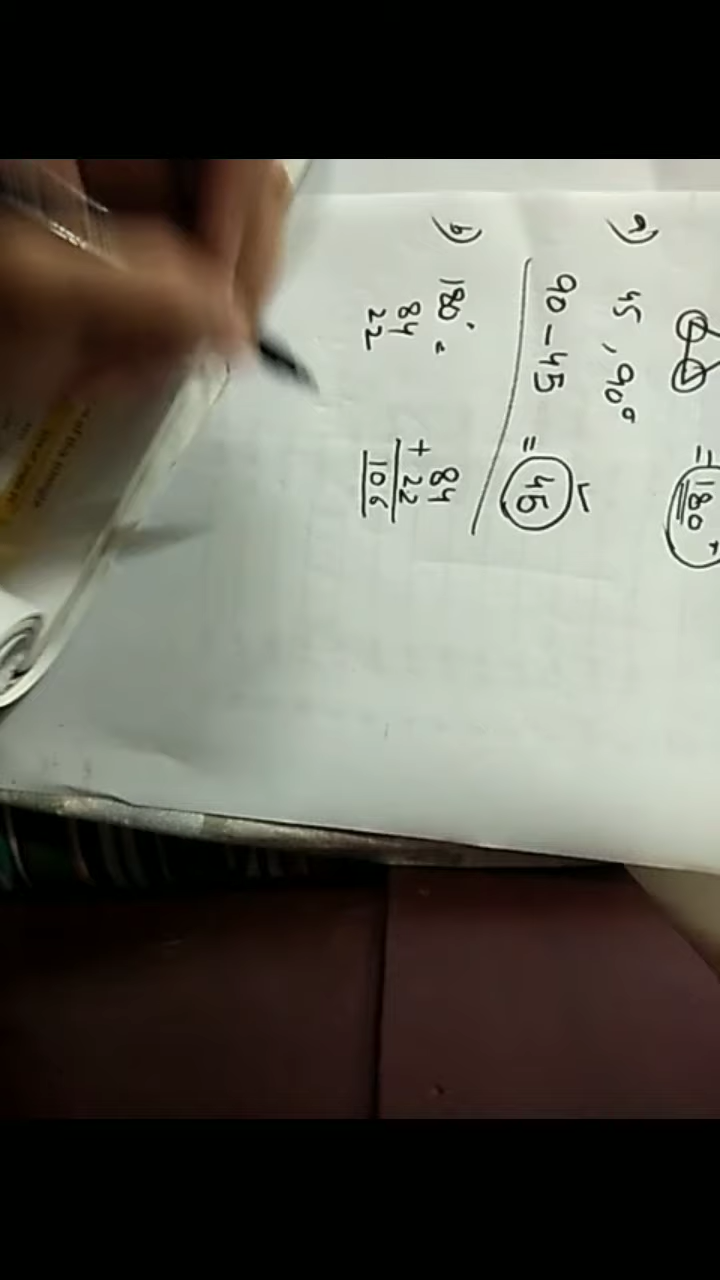 = 180°
a) 45, 90°
90 - 45 = 45 ✓
b) 180° =
84
22
84
+ 22
106